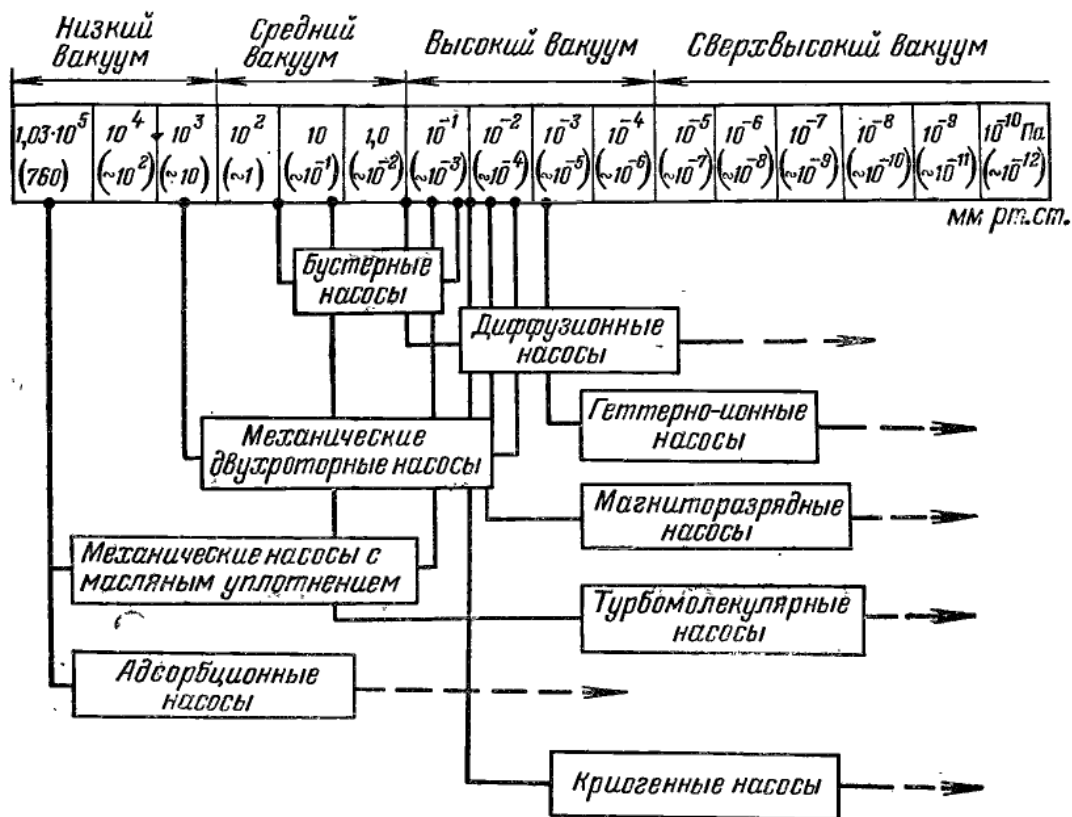 Низкий вакуум
Средний вакуум
Высокий вакуум
Сверхвысокий вакуум
1,03·10⁵ 10⁴ 10³ 10² 10 1,0 10⁻¹ 10⁻² 10⁻³ 10⁻⁴ 10⁻⁵ 10⁻⁶ 10⁻⁷ 10⁻⁸ 10⁻⁹ 10⁻¹⁰ Па
(760) (~10²) (~10) (~1) (~10⁻¹) (~10⁻²) (~10⁻³) (~10⁻⁴) (~10⁻⁵) (~10⁻⁶) (~10⁻⁷) (~10⁻⁸) (~10⁻⁹) (~10⁻¹⁰) (~10⁻¹¹) (~10⁻¹²)
мм рт.ст.
Бустерные
насосы
Диффузионные
насосы
Геттерно-ионные
насосы
Механические
двухроторные насосы
Магниторазрядные
насосы
Механические насосы с
масляным уплотнением
Турбомолекулярные
насосы
Адсорбционные
насосы
Криогенные насосы